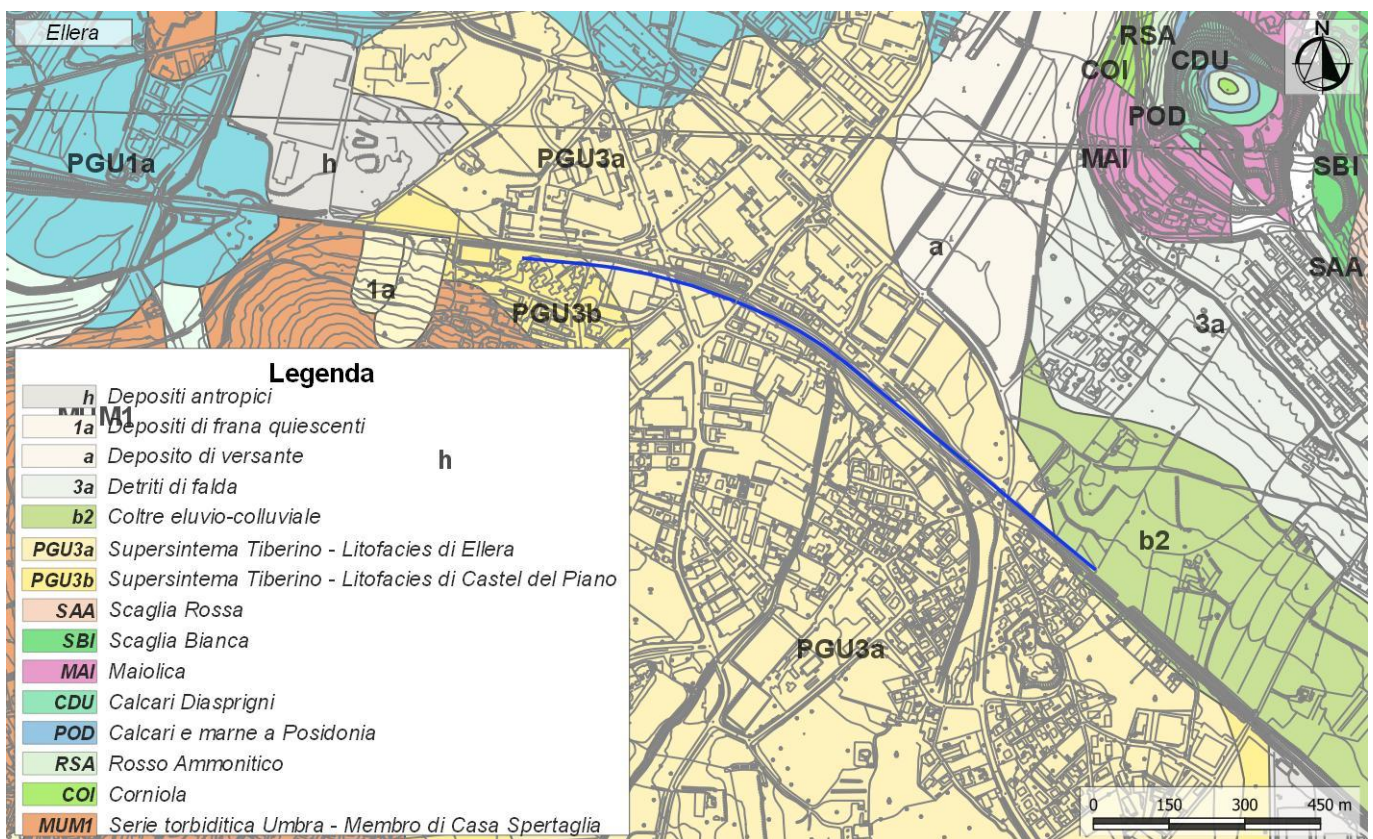 Ellera
N
RSA
CDU
COI
POD
PGU1a
h
PGU3a
MAI
SBI
a
SAA
1a
PGU3b
3a
Legenda
h Depositi antropici
MUM1
1a Depositi di frana quiescenti
a Deposito di versante
h
3a Detriti di falda
b2 Coltre eluvio-colluviale
b2
PGU3a Supersintema Tiberino - Litofacies di Ellera
PGU3b Supersintema Tiberino - Litofacies di Castel del Piano
SAA Scaglia Rossa
SBI Scaglia Bianca
PGU3a
MAI Maiolica
CDU Calcari Diasprigni
POD Calcari e marne a Posidonia
RSA Rosso Ammonitico
COI Corniola
0 150 300 450 m
MUM1 Serie torbiditica Umbra - Membro di Casa Spertaglia